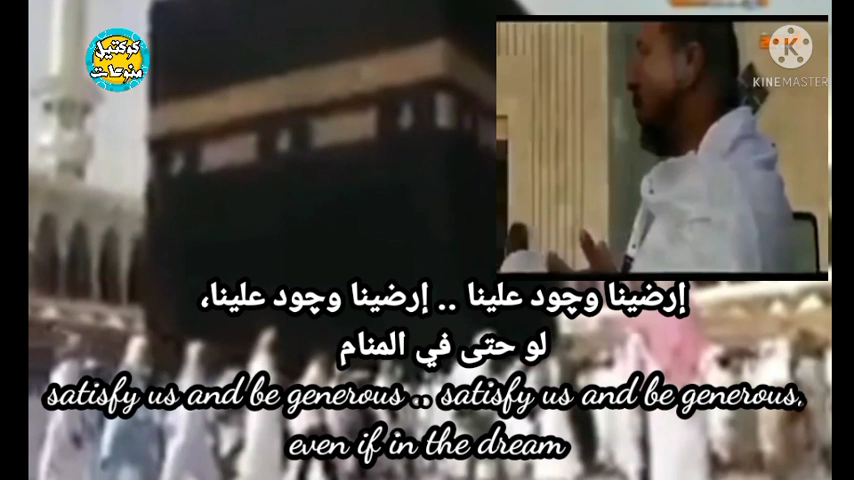 كوكتيل
منوعات
KINEMASTER
إرضينا وجود علينا .. إرضينا وجود علينا،
لو حتى في المنام
satisfy us and be generous .. satisfy us and be generous,
even if in the dream